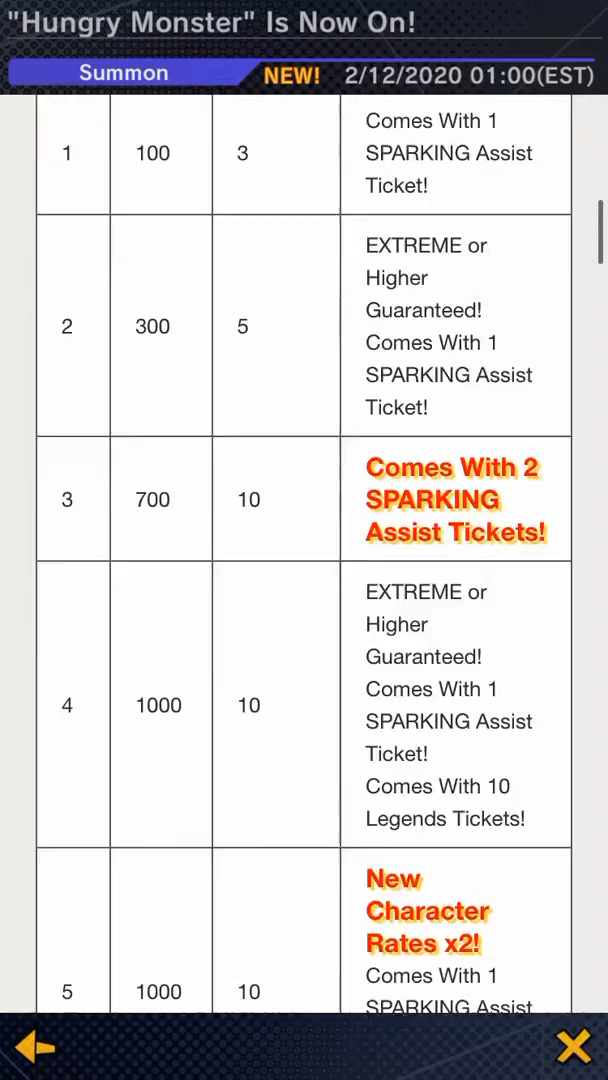 "Hungry Monster" Is Now On!
Summon NEW! 2/12/2020 01:00(EST)
1 100 3
Comes With 1
SPARKING Assist
Ticket!
2 300 5
EXTREME or
Higher
Guaranteed!
Comes With 1
SPARKING Assist
Ticket!
3 700 10
Comes With 2
SPARKING
Assist Tickets!
4 1000 10
EXTREME or
Higher
Guaranteed!
Comes With 1
SPARKING Assist
Ticket!
Comes With 10
Legends Tickets!
5 1000 10
New
Character
Rates x2!
Comes With 1
SPARKING Assist